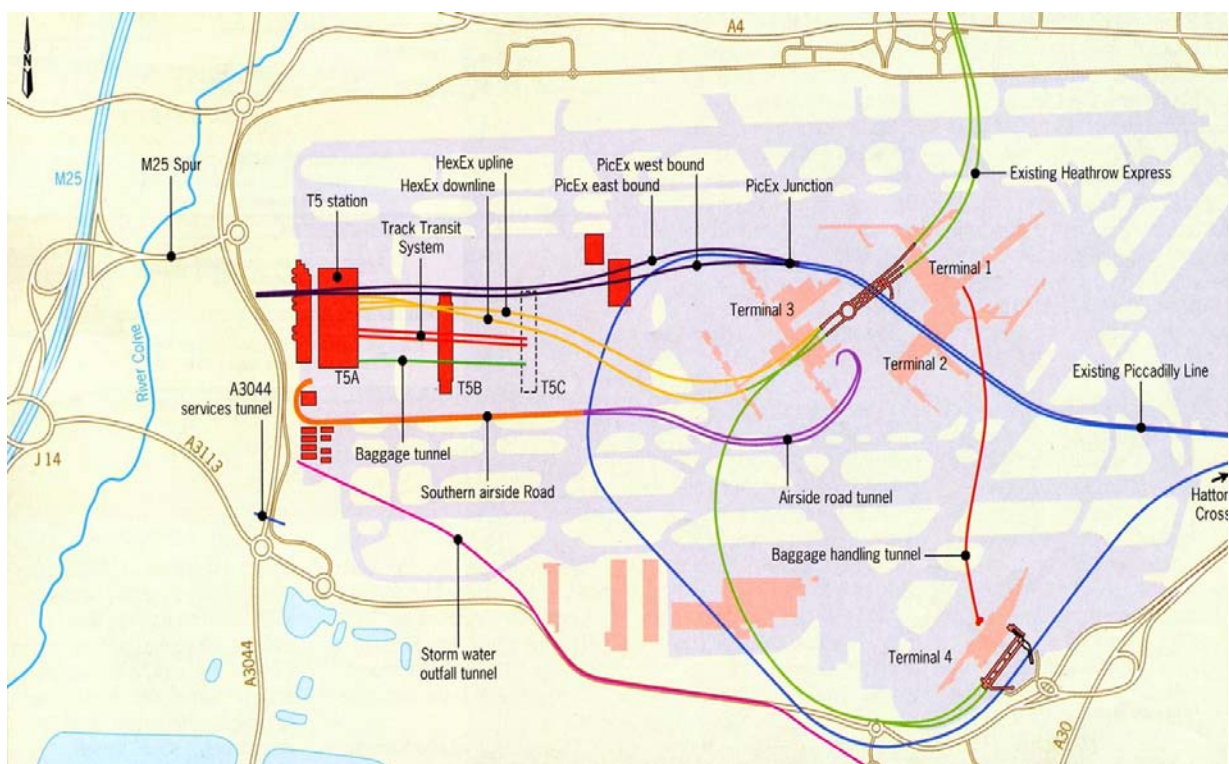 N
A4
M25
M25 Spur
T5 station
Track Transit
System
HexEx downline
HexEx upline
PicEx east bound
PicEx west bound
PicEx Junction
Existing Heathrow Express
Terminal 1
Terminal 3
Terminal 2
Existing Piccadilly Line
River Colne
A3044
services tunnel
T5A
T5B
T5C
J 14
A3113
Baggage tunnel
Southern airside Road
Airside road tunnel
Hatton
Cross
Baggage handling tunnel
Storm water
outfall tunnel
A3044
Terminal 4
A30